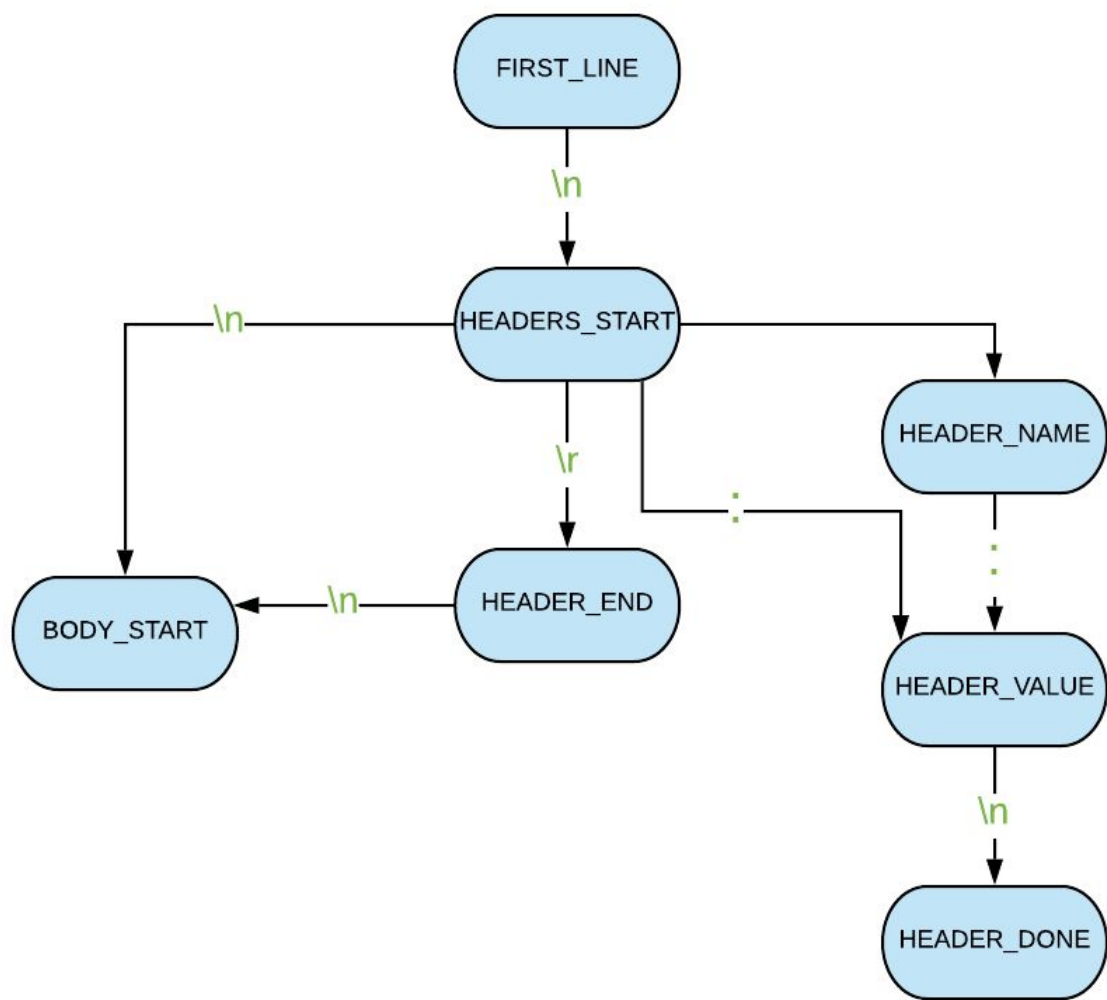 FIRST_LINE
\n
\n
HEADERS_START
HEADER_NAME
\r
:
:
HEADER_END
\n
BODY_START
HEADER_VALUE
\n
HEADER_DONE